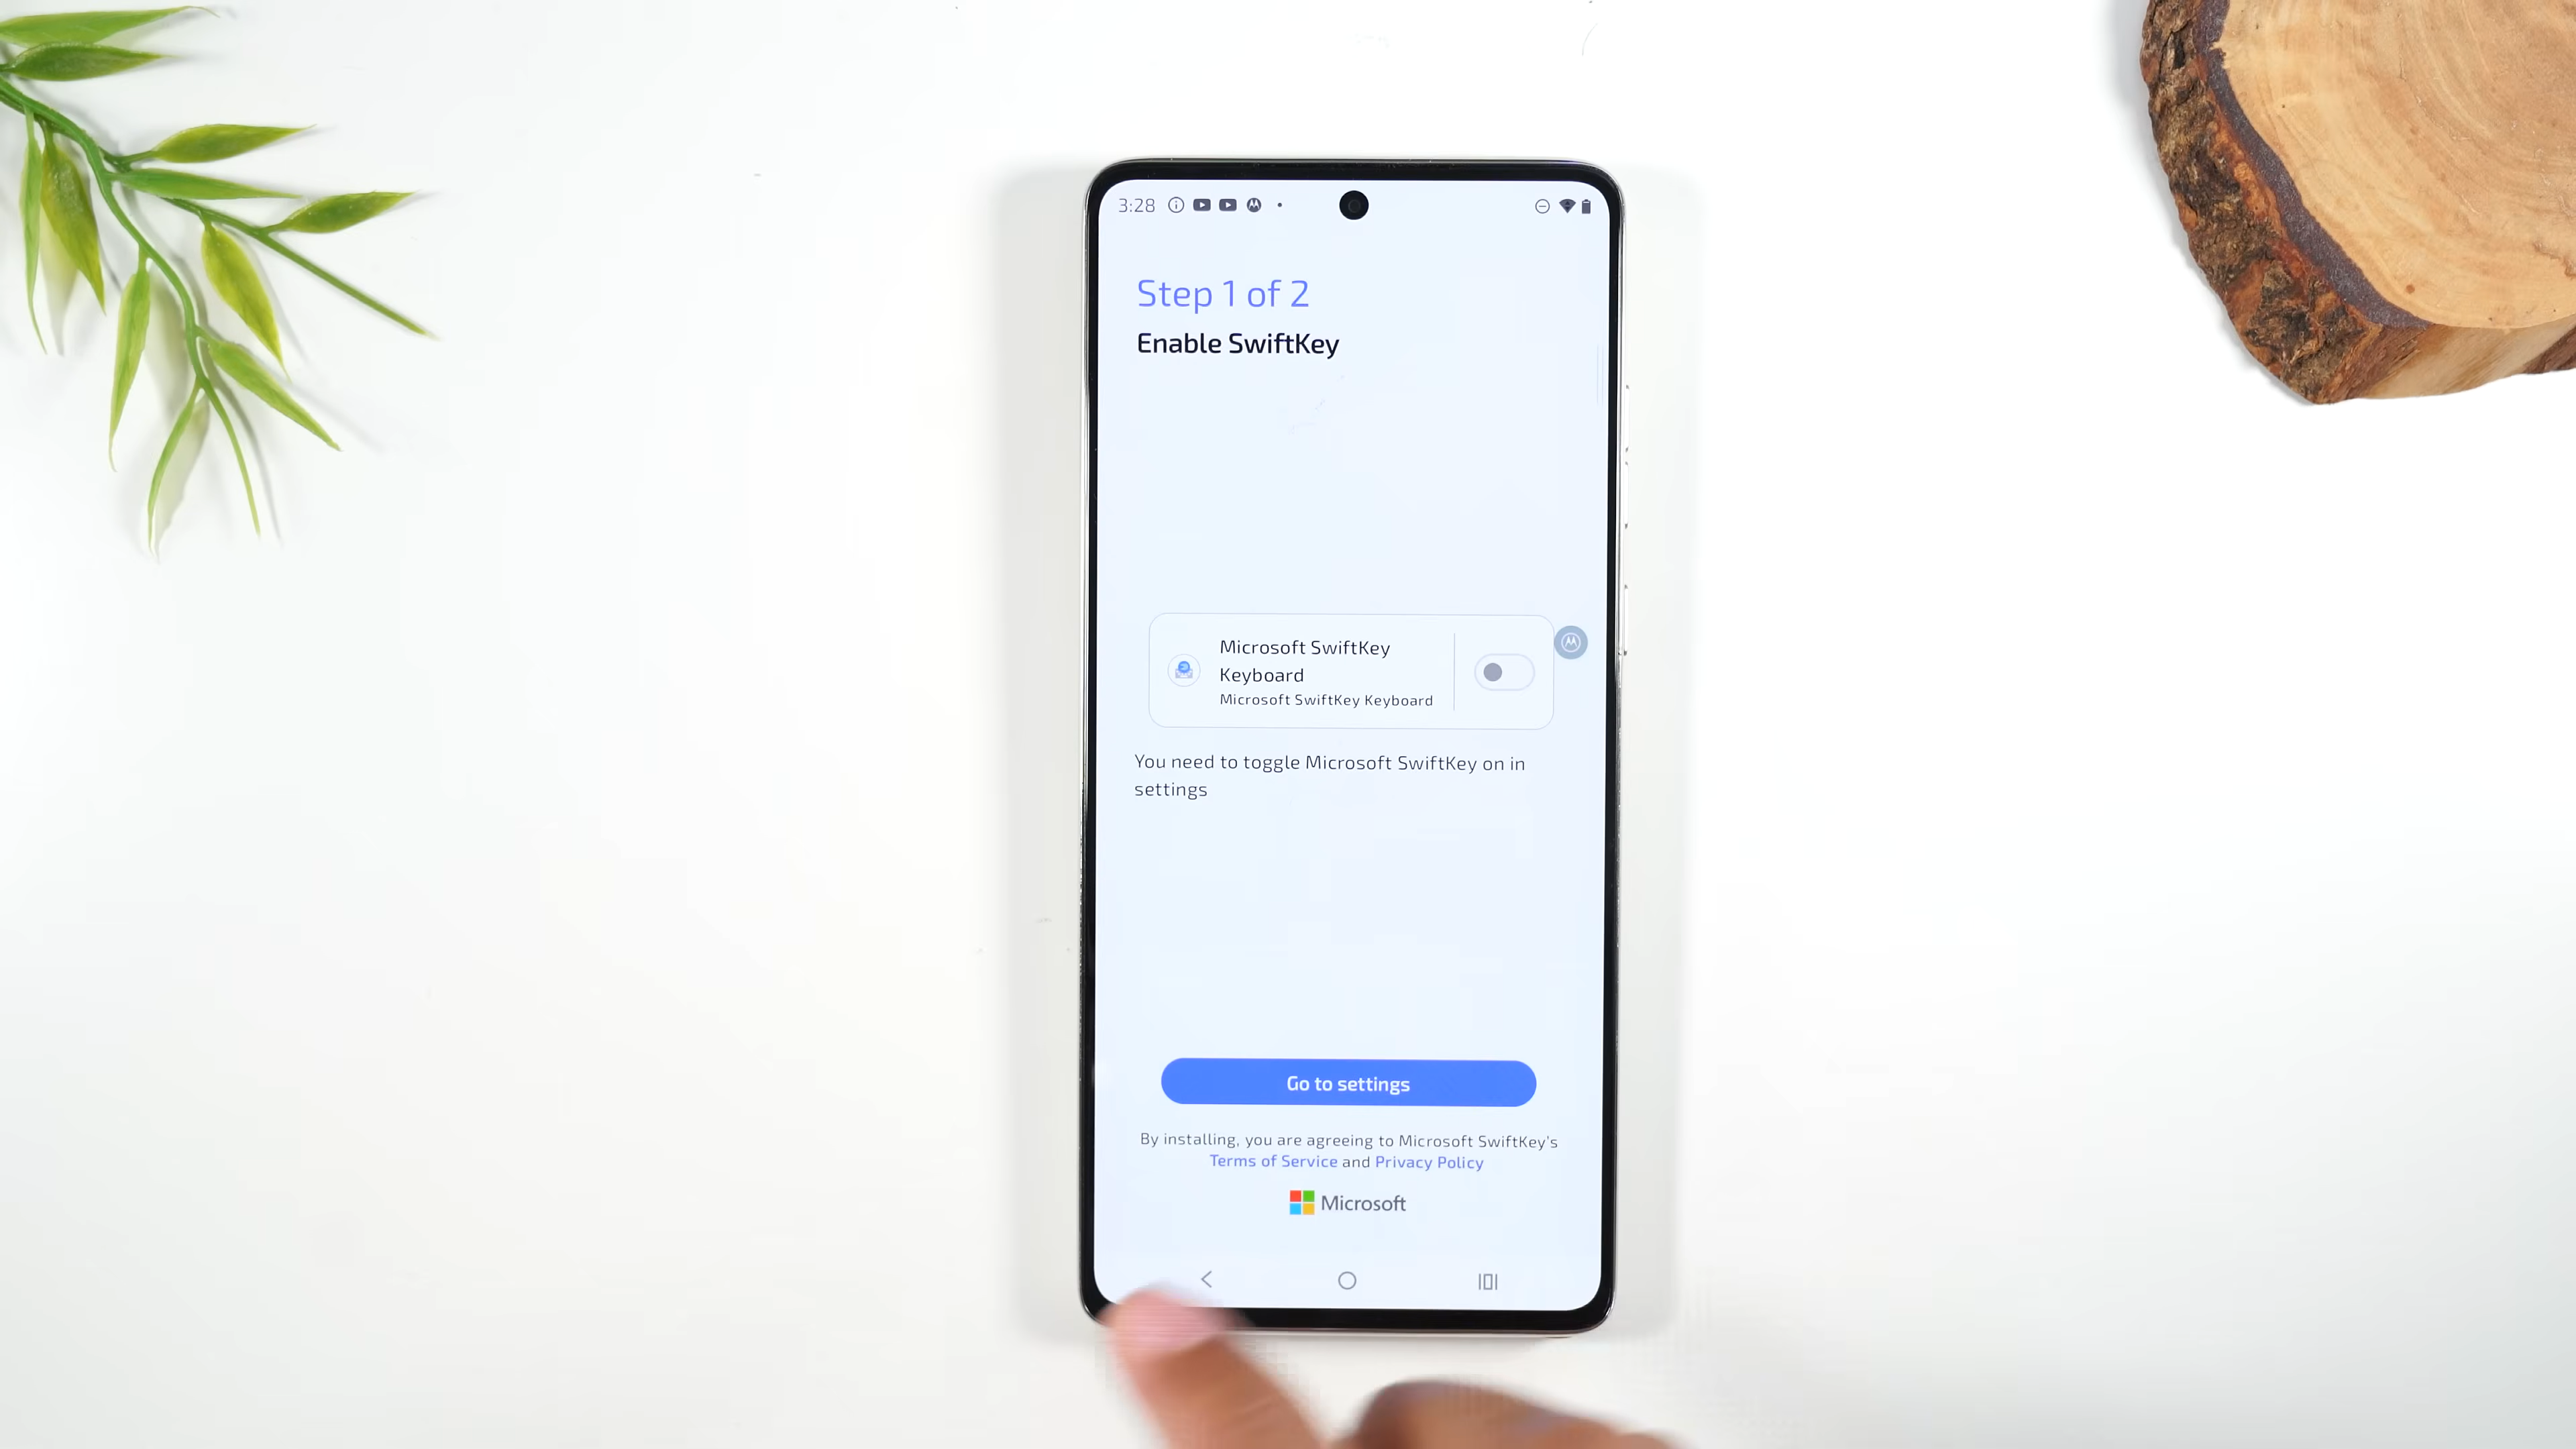 3:28
Step 1 of 2
Enable SwiftKey
Microsoft SwiftKey
Keyboard
Microsoft SwiftKey Keyboard
You need to toggle Microsoft SwiftKey on in
settings
Go to settings
By installing, you are agreeing to Microsoft SwiftKey's
Terms of Service and Privacy Policy
Microsoft